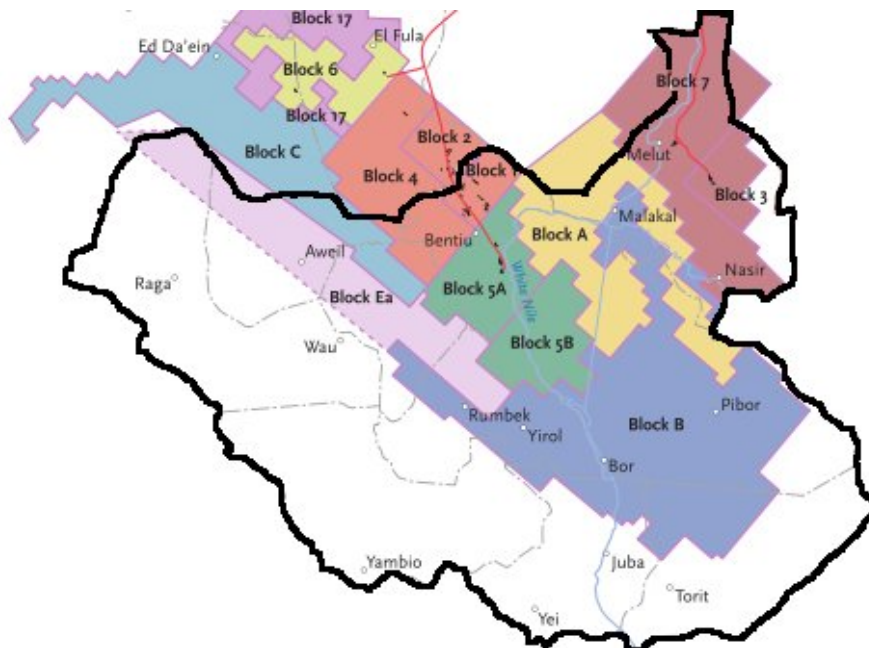 Block 17
Ed Da'ein
El Fula
Block 6
Block 7
Block 17
Block 2
Melut
Block C
Block 4
Block 1
Block 3
Malakal
Bentiu
Block A
Aweil
Nasir
Raga
White Nile
Block 5A
Block Ea
Wau
Block 5B
Rumbek
Pibor
Yirol
Block B
Bor
Yambio
Juba
Torit
Yei